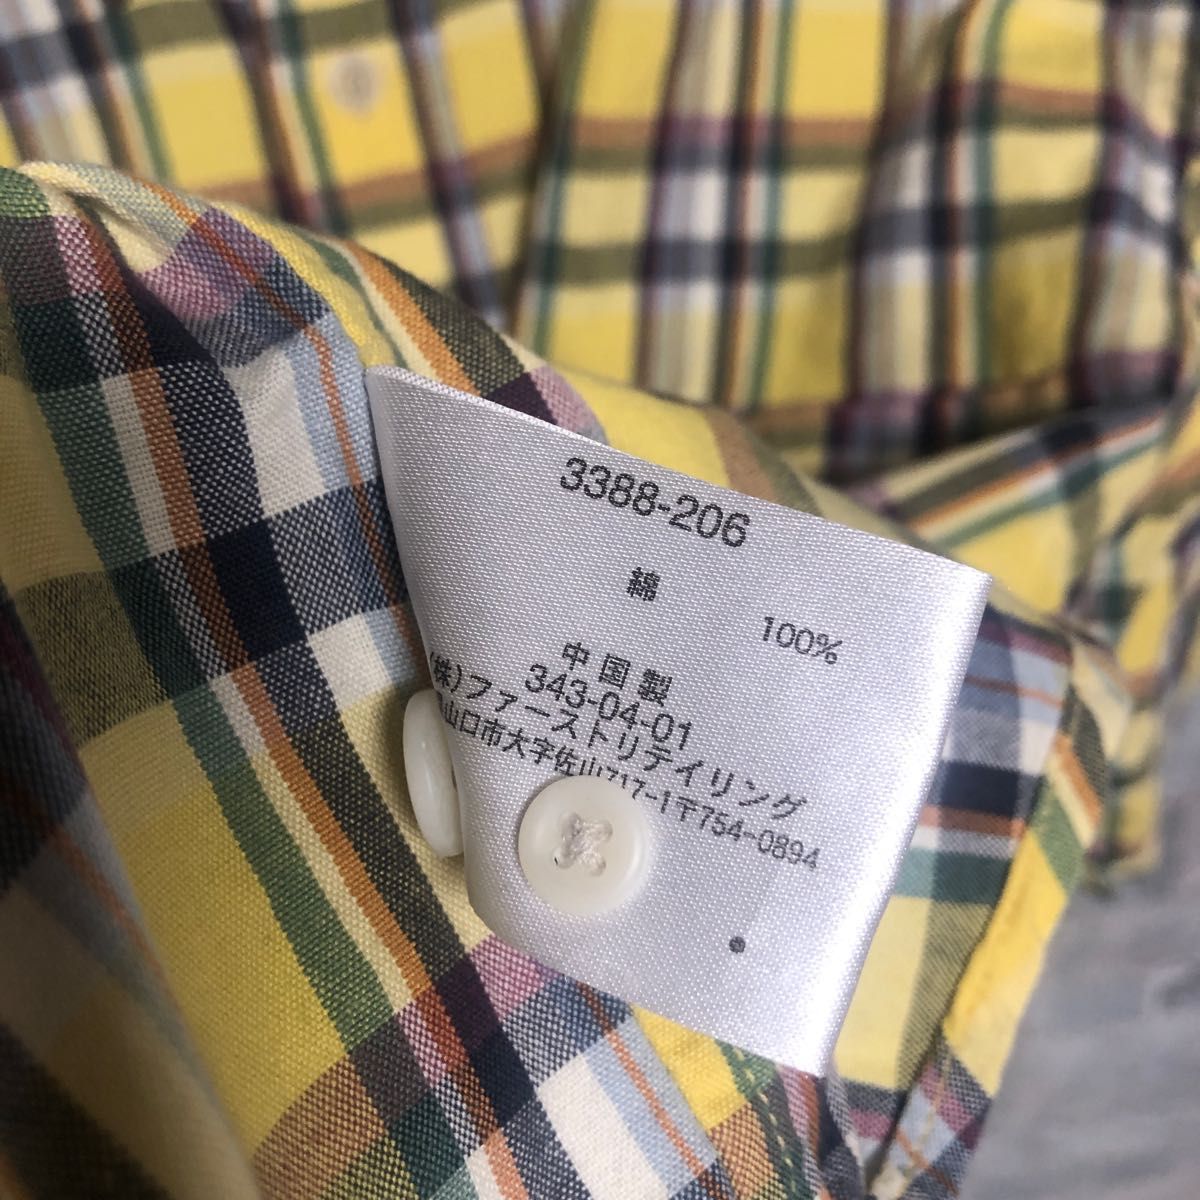 3388-206
綿
100%
中国製
343-04-01
(株)ファーストリテイリング
山口市大字佐山717-1〒754-0894